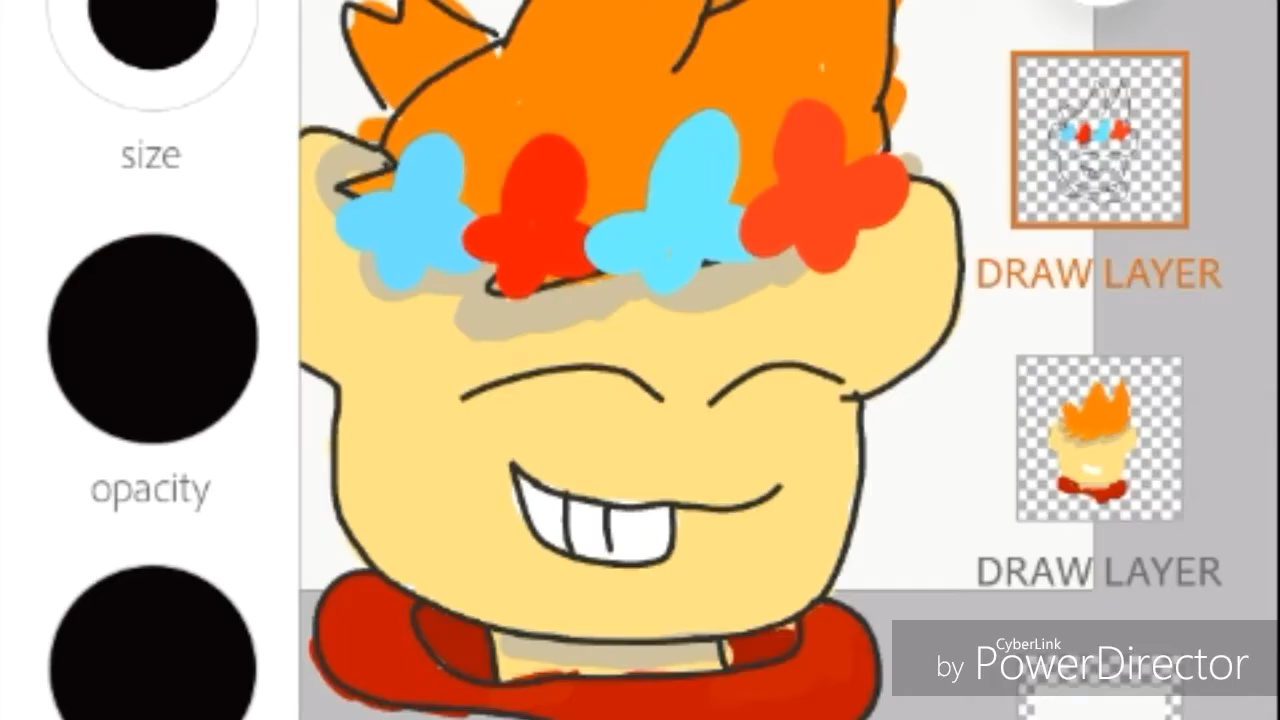 size
opacity
DRAW LAYER
DRAW LAYER
CyberLink
by PowerDirector